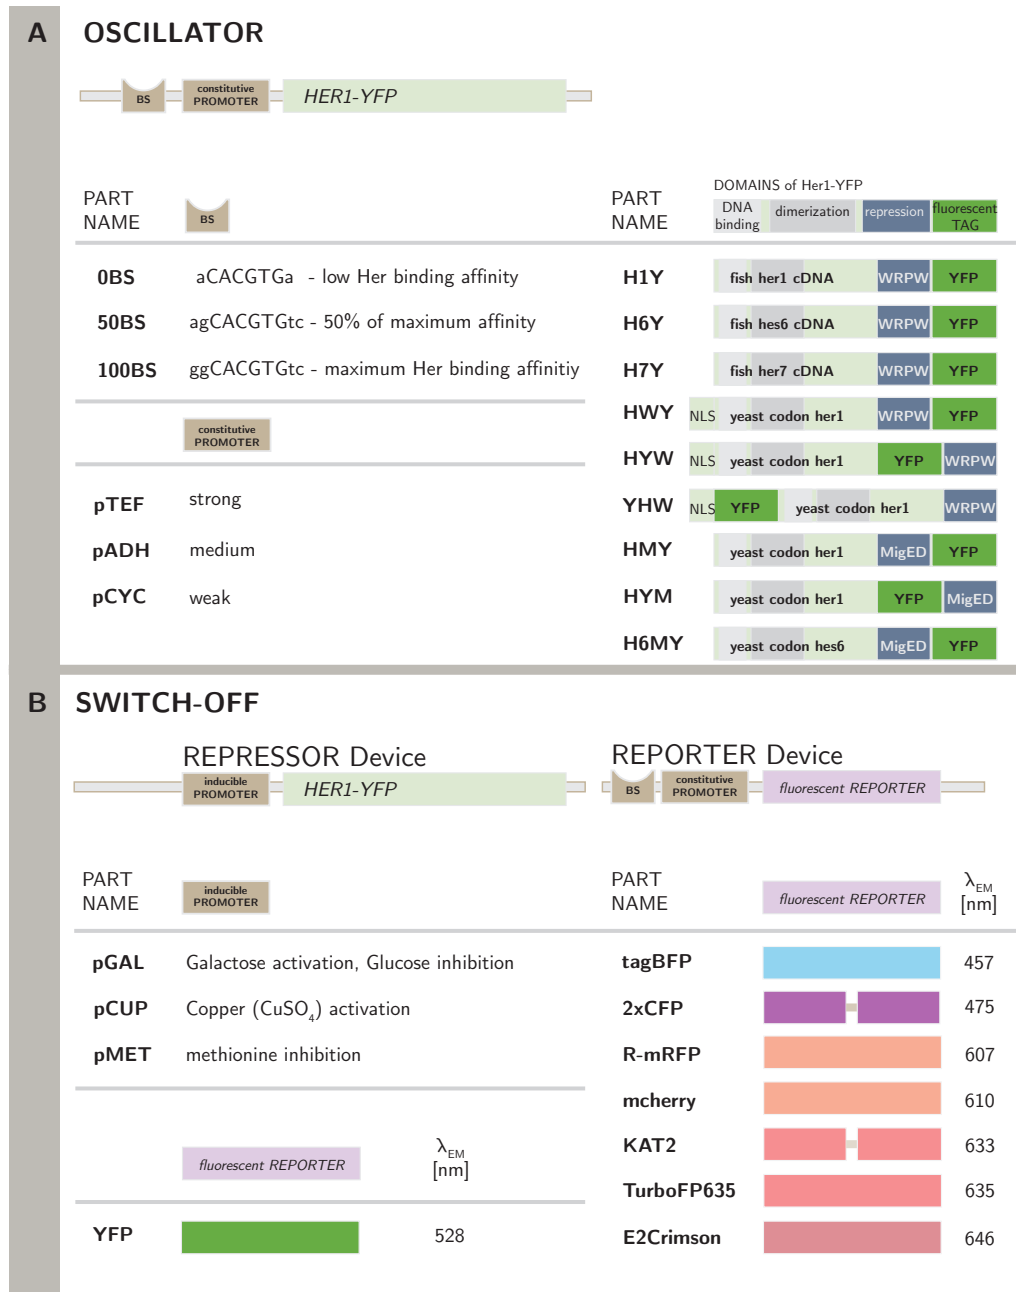 A OSCILLATOR
BS
constitutive
PROMOTER
HER1-YFP
PART
NAME
BS
0BS aCACGTGa - low Her binding affinity
50BS agCACGTGtc - 50% of maximum affinity
100BS ggCACGTGtc - maximum Her binding affinitiy
constitutive
PROMOTER
pTEF strong
pADH medium
pCYC weak
PART
NAME
DOMAINS of Her1-YFP
DNA
binding
dimerization
repression
fluorescent
TAG
H1Y fish her1 cDNA WRPW YFP
H6Y fish hes6 cDNA WRPW YFP
H7Y fish her7 cDNA WRPW YFP
HWY NLS yeast codon her1 WRPW YFP
HYW NLS yeast codon her1 YFP WRPW
YHW NLS YFP yeast codon her1 WRPW
HMY yeast codon her1 MigED YFP
HYM yeast codon her1 YFP MigED
H6MY yeast codon hes6 MigED YFP
B SWITCH-OFF
REPRESSOR Device
inducible
PROMOTER
HER1-YFP
REPORTER Device
BS
constitutive
PROMOTER
fluorescent REPORTER
PART
NAME
inducible
PROMOTER
pGAL Galactose activation, Glucose inhibition
pCUP Copper (CuSO4) activation
pMET methionine inhibition
fluorescent REPORTER
λEM
[nm]
YFP 528
PART
NAME
fluorescent REPORTER
λEM
[nm]
tagBFP 457
2xCFP 475
R-mRFP 607
mcherry 610
KAT2 633
TurboFP635 635
E2Crimson 646